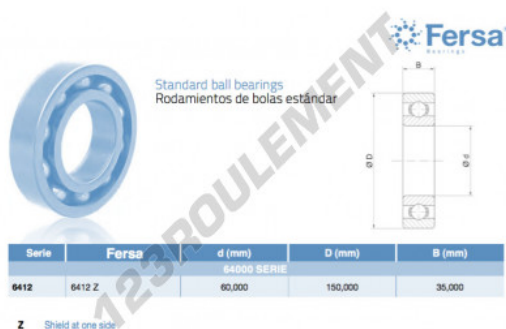 Fersa
Bearings
Standard ball bearings
Rodamientos de bolas estándar
B
Ø D
Ø d
Serie Fersa d (mm) D (mm) B (mm)
64000 SERIE
6412 6412 Z 60,000 150,000 35,000
Z Shield at one side
123ROULEMENT